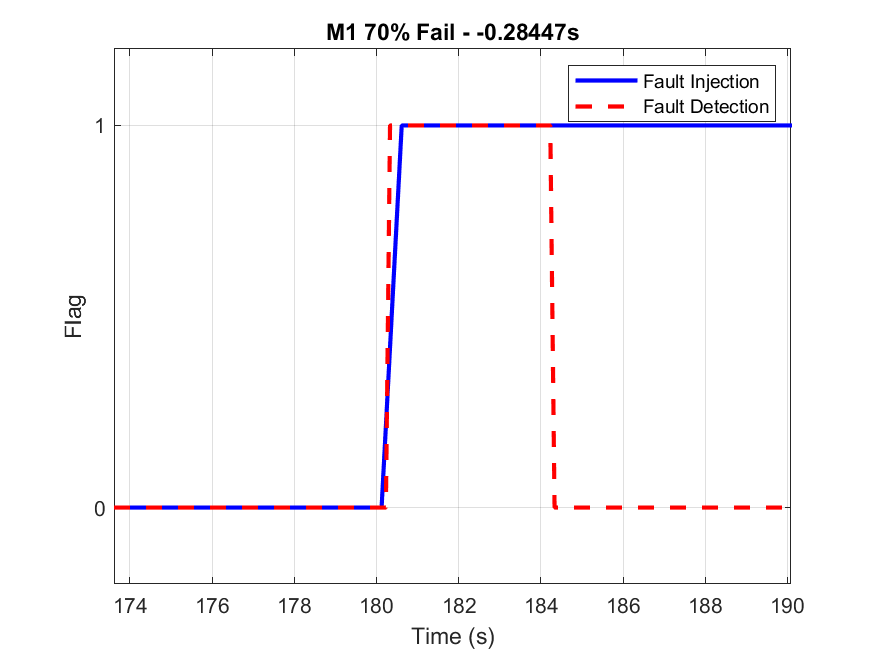 M1 70% Fail - -0.28447s
Fault Injection
Fault Detection
1
0
Flag
174 176 178 180 182 184 186 188 190
Time (s)